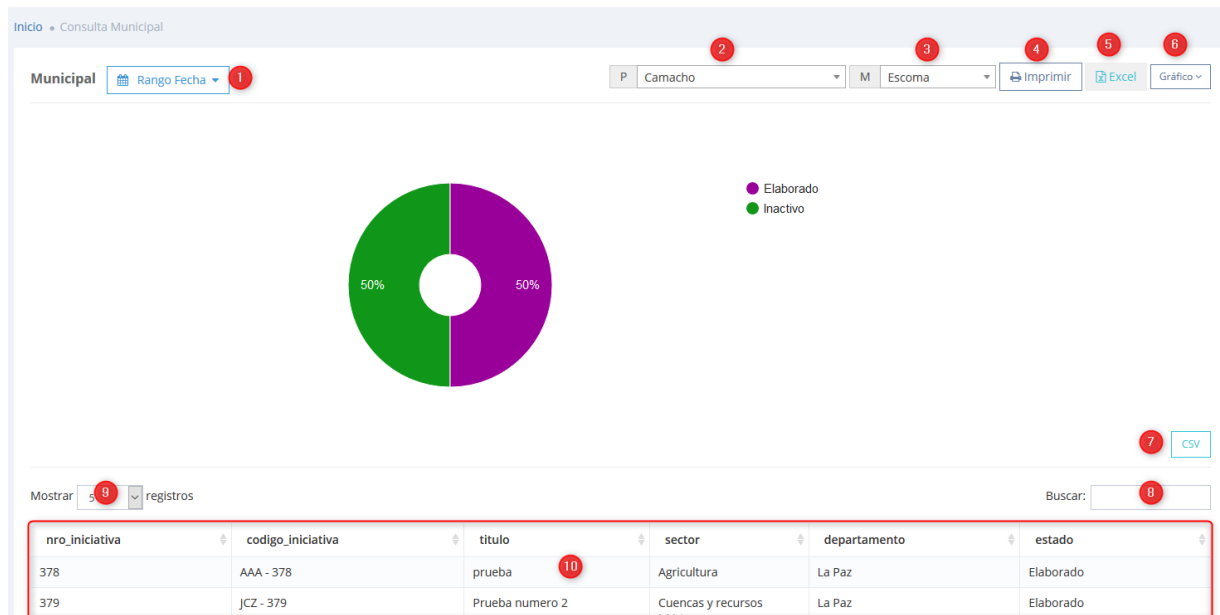 Inicio • Consulta Municipal
2 3 4 5 6
Municipal Rango Fecha 1 P Camacho M Escoma Imprimir Excel Gráfico
Elaborado
Inactivo
50% 50%
7 CSV
Mostrar 5 9 registros Buscar: 8
nro_iniciativa codigo_iniciativa titulo sector departamento estado
378 AAA - 378 prueba 10 Agricultura La Paz Elaborado
379 JCZ - 379 Prueba numero 2 Cuencas y recursos La Paz Elaborado